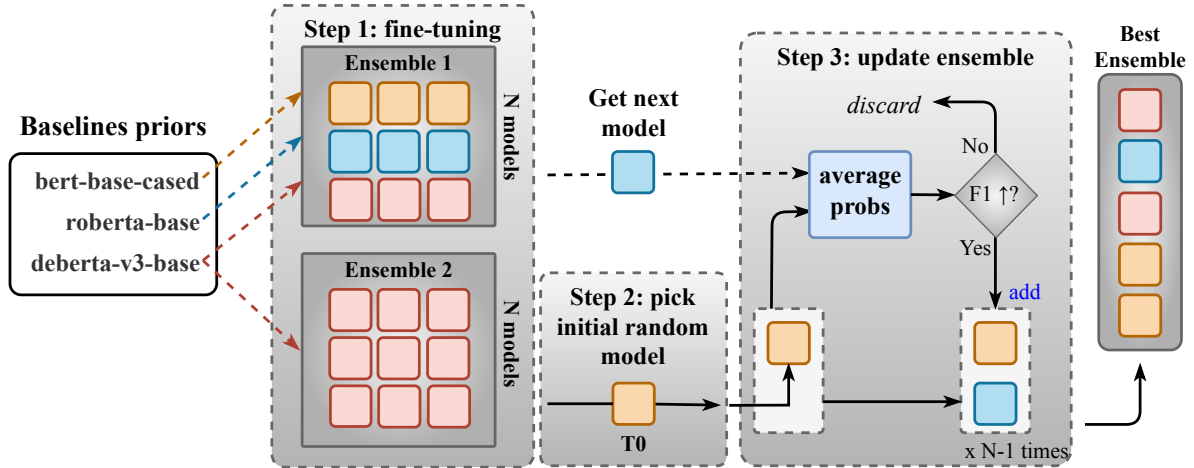 Baselines priors
bert-base-cased
roberta-base
deberta-v3-base
Step 1: fine-tuning
Ensemble 1
N models
Ensemble 2
N models
Get next
model
Step 2: pick
initial random
model
T0
Step 3: update ensemble
discard
No
average
probs
F1 ↑?
Yes
add
x N-1 times
Best
Ensemble